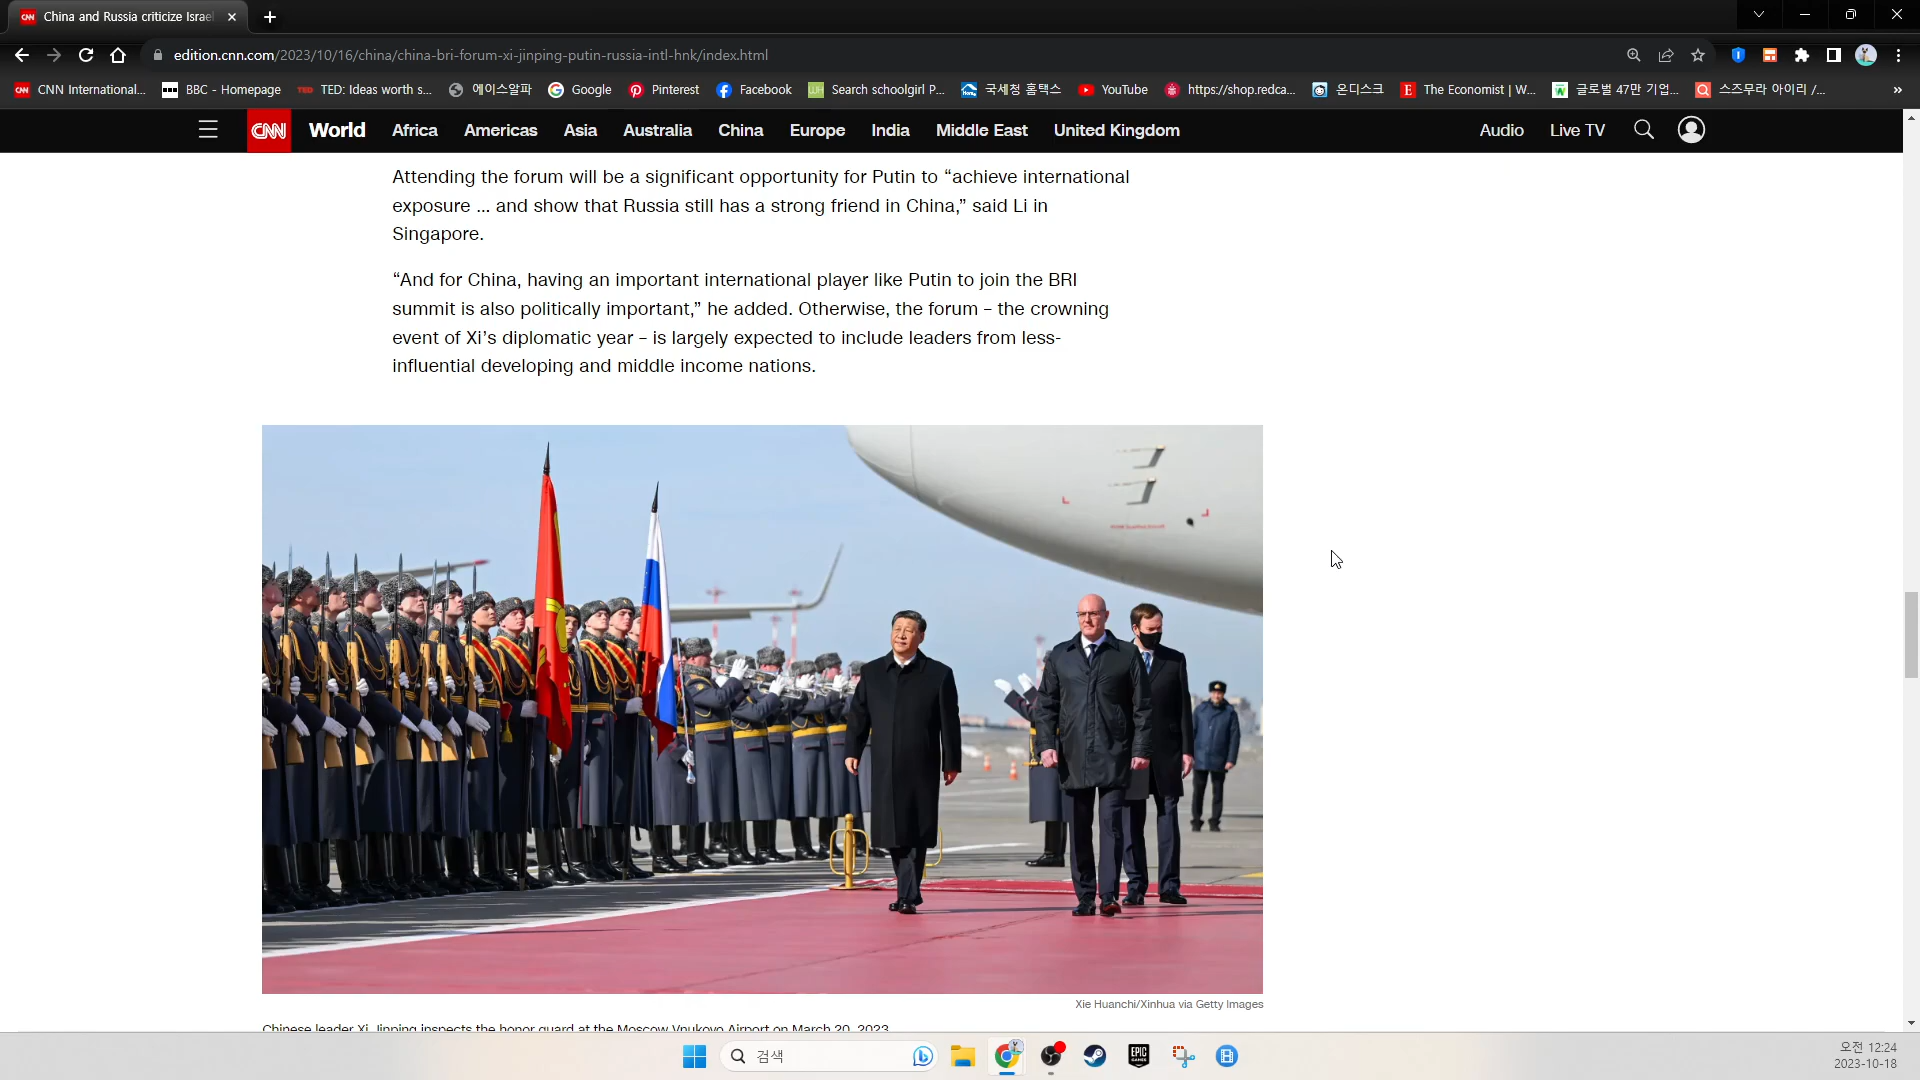 China and Russia criticize Israel
edition.cnn.com/2023/10/16/china/china-bri-forum-xi-jinping-putin-russia-intl-hnk/index.html
CNN International... BBC - Homepage TED: Ideas worth s... 에이스알파 Google Pinterest Facebook Search schoolgirl P... 국세청 홈택스 YouTube https://shop.redca... 온디스크 The Economist | W... 글로벌 47만 기업... 스즈무라 아이리 /...
CNN World Africa Americas Asia Australia China Europe India Middle East United Kingdom Audio Live TV
Attending the forum will be a significant opportunity for Putin to “achieve international
exposure ... and show that Russia still has a strong friend in China,” said Li in
Singapore.
“And for China, having an important international player like Putin to join the BRI
summit is also politically important,” he added. Otherwise, the forum – the crowning
event of Xi’s diplomatic year – is largely expected to include leaders from less-
influential developing and middle income nations.
Xie Huanchi/Xinhua via Getty Images
Chinese leader Xi Jinping inspects the honor guard at the Moscow Vnukovo Airport on March 20, 2023.
검색
EPIC GAMES
오전 12:24
2023-10-18